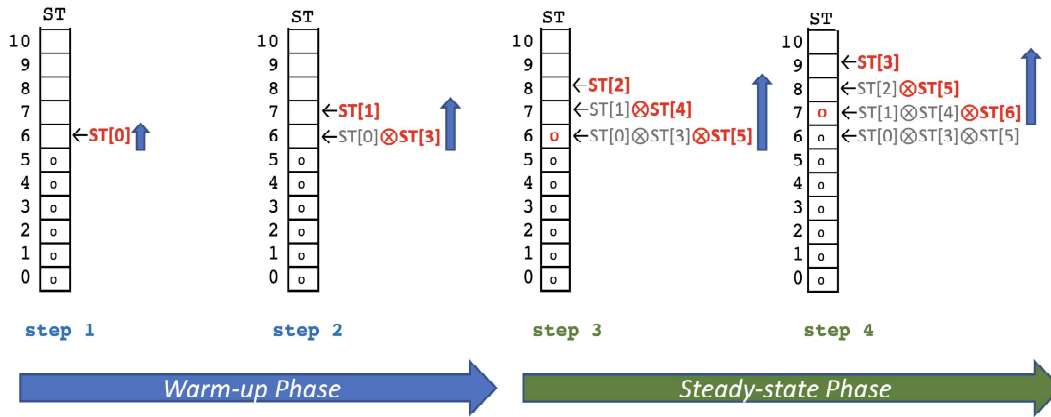 ST ST ST ST
10 10 10 10
9 9 9 9 ←ST[3]
8 8 8 ←ST[2] 8 ←ST[2]⊗ST[5]
7 7 ←ST[1] 7 ←ST[1]⊗ST[4] 7 o ←ST[1]⊗ST[4]⊗ST[6]
6 ←ST[0] 6 ←ST[0]⊗ST[3] 6 o ←ST[0]⊗ST[3]⊗ST[5] 6 o ←ST[0]⊗ST[3]⊗ST[5]
5 o 5 o 5 o 5 o
4 o 4 o 4 o 4 o
3 o 3 o 3 o 3 o
2 o 2 o 2 o 2 o
1 o 1 o 1 o 1 o
0 o 0 o 0 o 0 o
step 1 step 2 step 3 step 4
Warm-up Phase Steady-state Phase